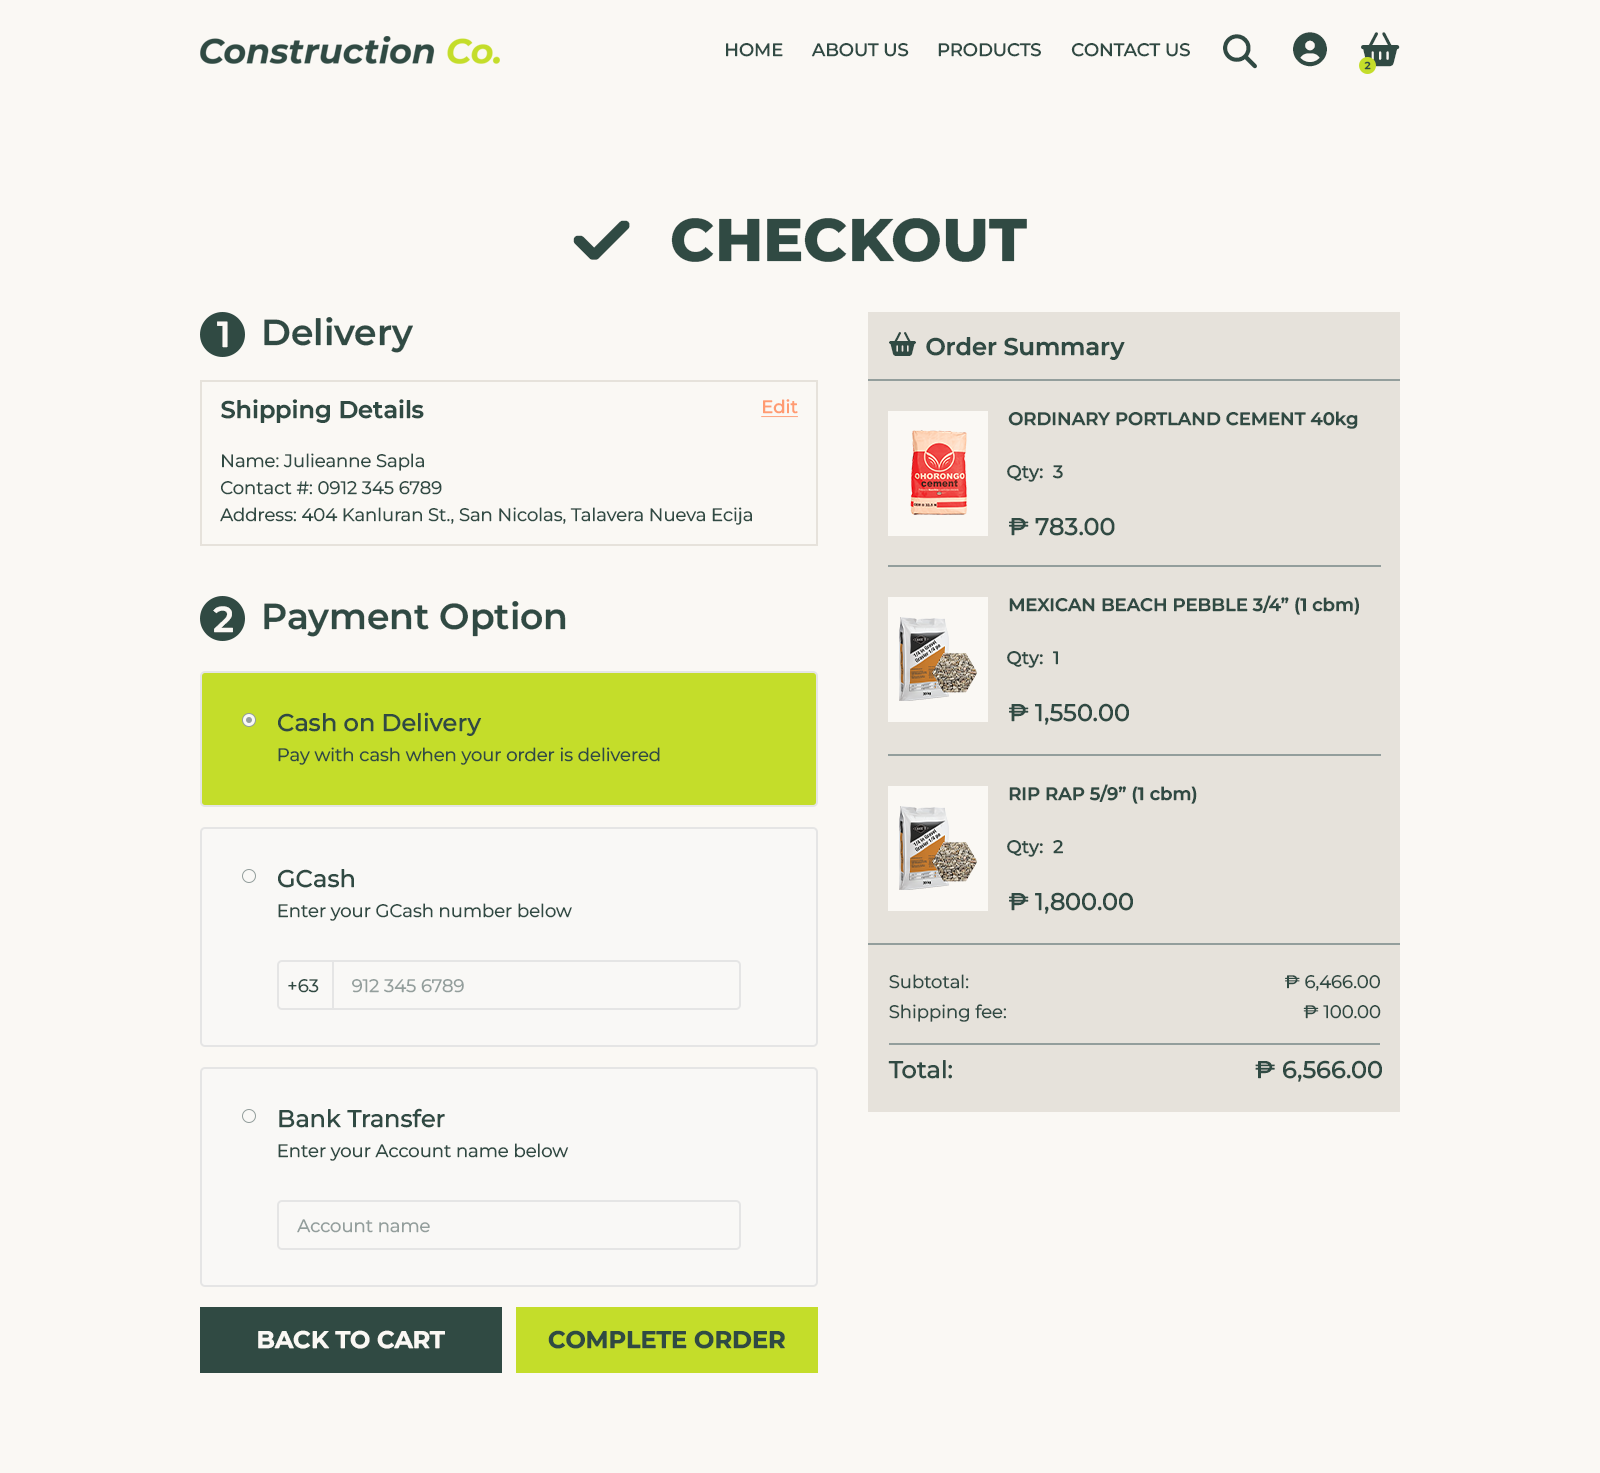 Construction Co.
HOME ABOUT US PRODUCTS CONTACT US
2
CHECKOUT
1 Delivery
Shipping Details Edit
Name: Julieanne Sapla
Contact #: 0912 345 6789
Address: 404 Kanluran St., San Nicolas, Talavera Nueva Ecija
2 Payment Option
Cash on Delivery
Pay with cash when your order is delivered
GCash
Enter your GCash number below
+63 912 345 6789
Bank Transfer
Enter your Account name below
Account name
BACK TO CART COMPLETE ORDER
Order Summary
ORDINARY PORTLAND CEMENT 40kg
OHORONGO
cement
Qty: 3
₱ 783.00
MEXICAN BEACH PEBBLE 3/4” (1 cbm)
Qty: 1
₱ 1,550.00
RIP RAP 5/9” (1 cbm)
Qty: 2
₱ 1,800.00
Subtotal: ₱ 6,466.00
Shipping fee: ₱ 100.00
Total: ₱ 6,566.00